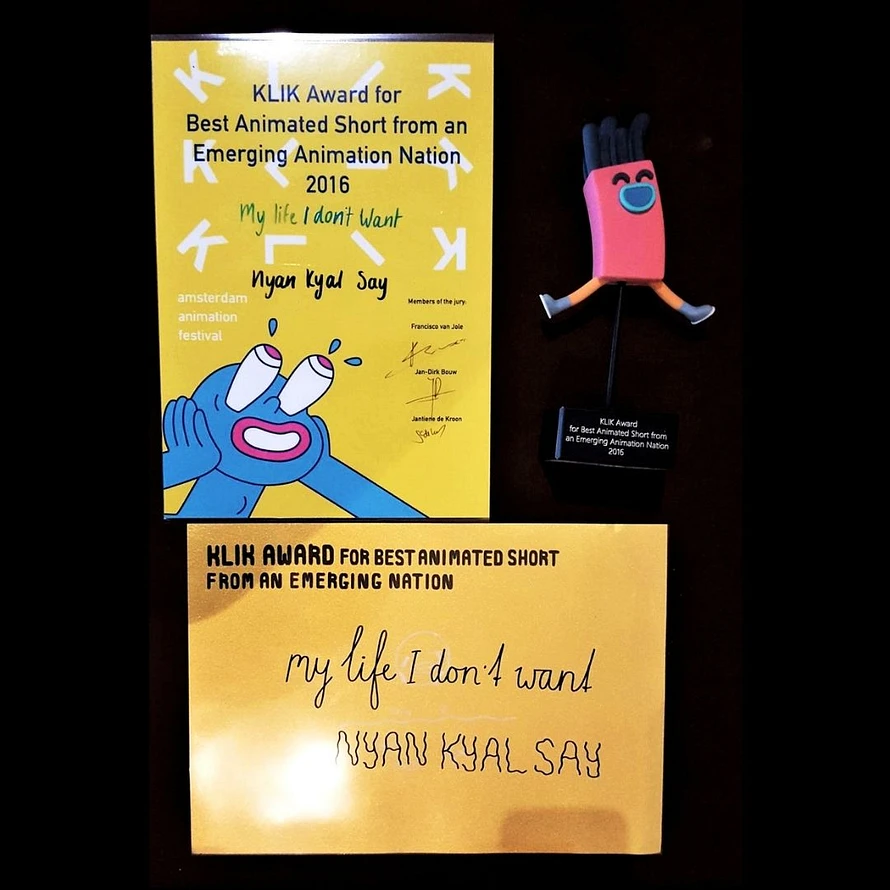 K L I K
KLIK Award for
Best Animated Short from an
Emerging Animation Nation
2016
My life I don't want
K L I K
Nyan Kyal Say
amsterdam
animation
festival
Members of the jury:
Francisco van Jole
Jan-Dirk Bouw
Jantiene de Kroon
KLIK Award
for Best Animated Short from
an Emerging Animation Nation
2016
KLIK AWARD FOR BEST ANIMATED SHORT
FROM AN EMERGING NATION
my life I don't want
NYAN KYAL SAY